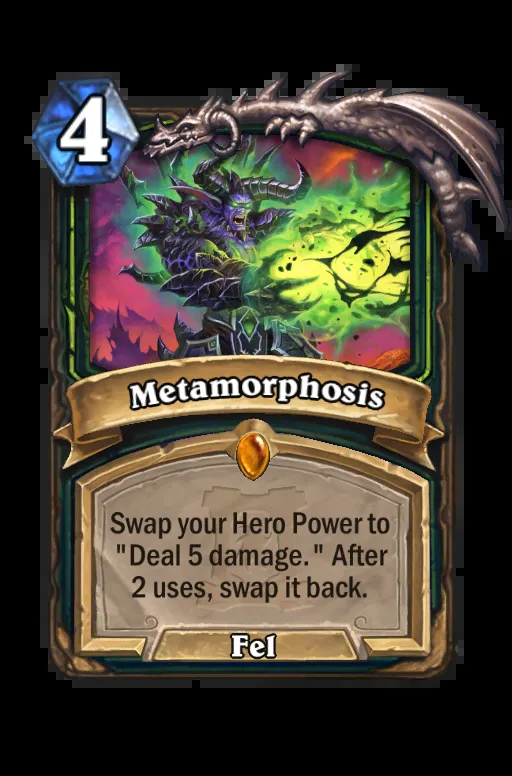 4
Metamorphosis
Swap your Hero Power to
"Deal 5 damage." After
2 uses, swap it back.
Fel